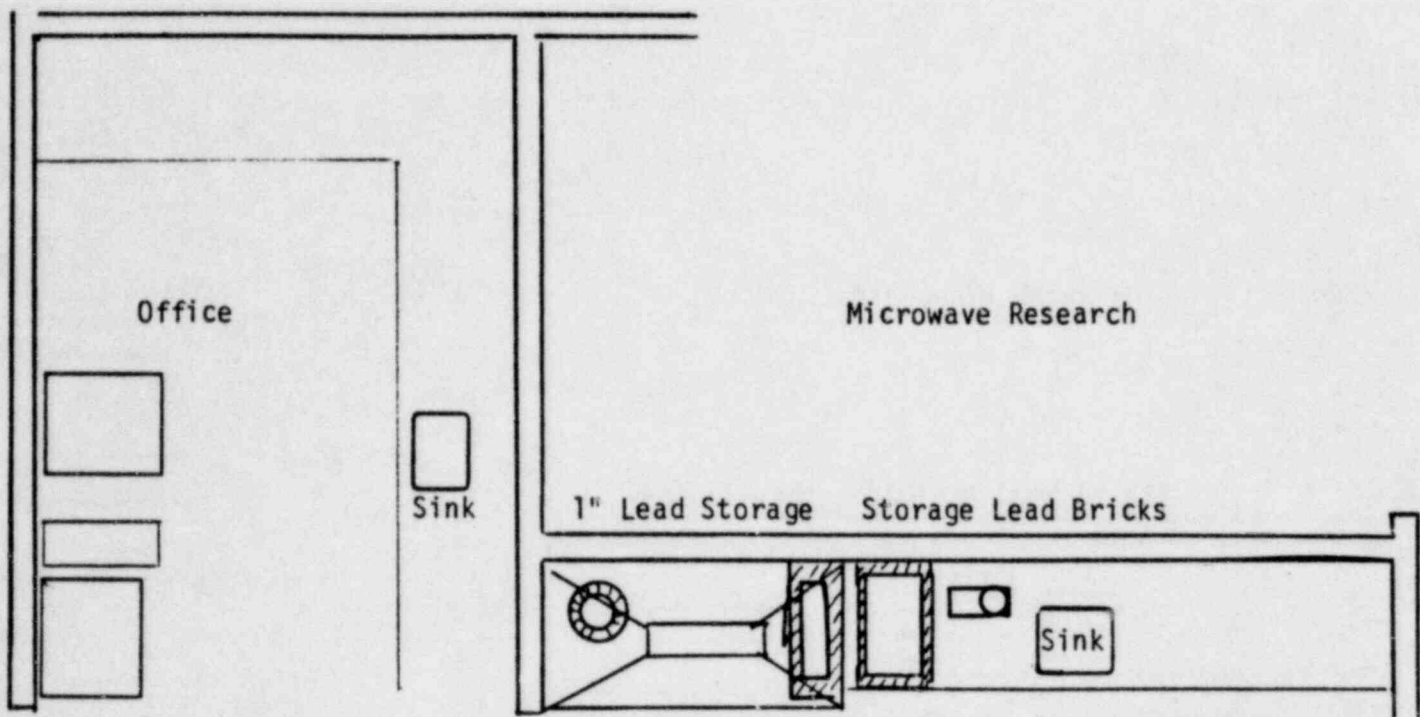 Office
Microwave Research
Sink
1" Lead Storage
Storage Lead Bricks
Sink